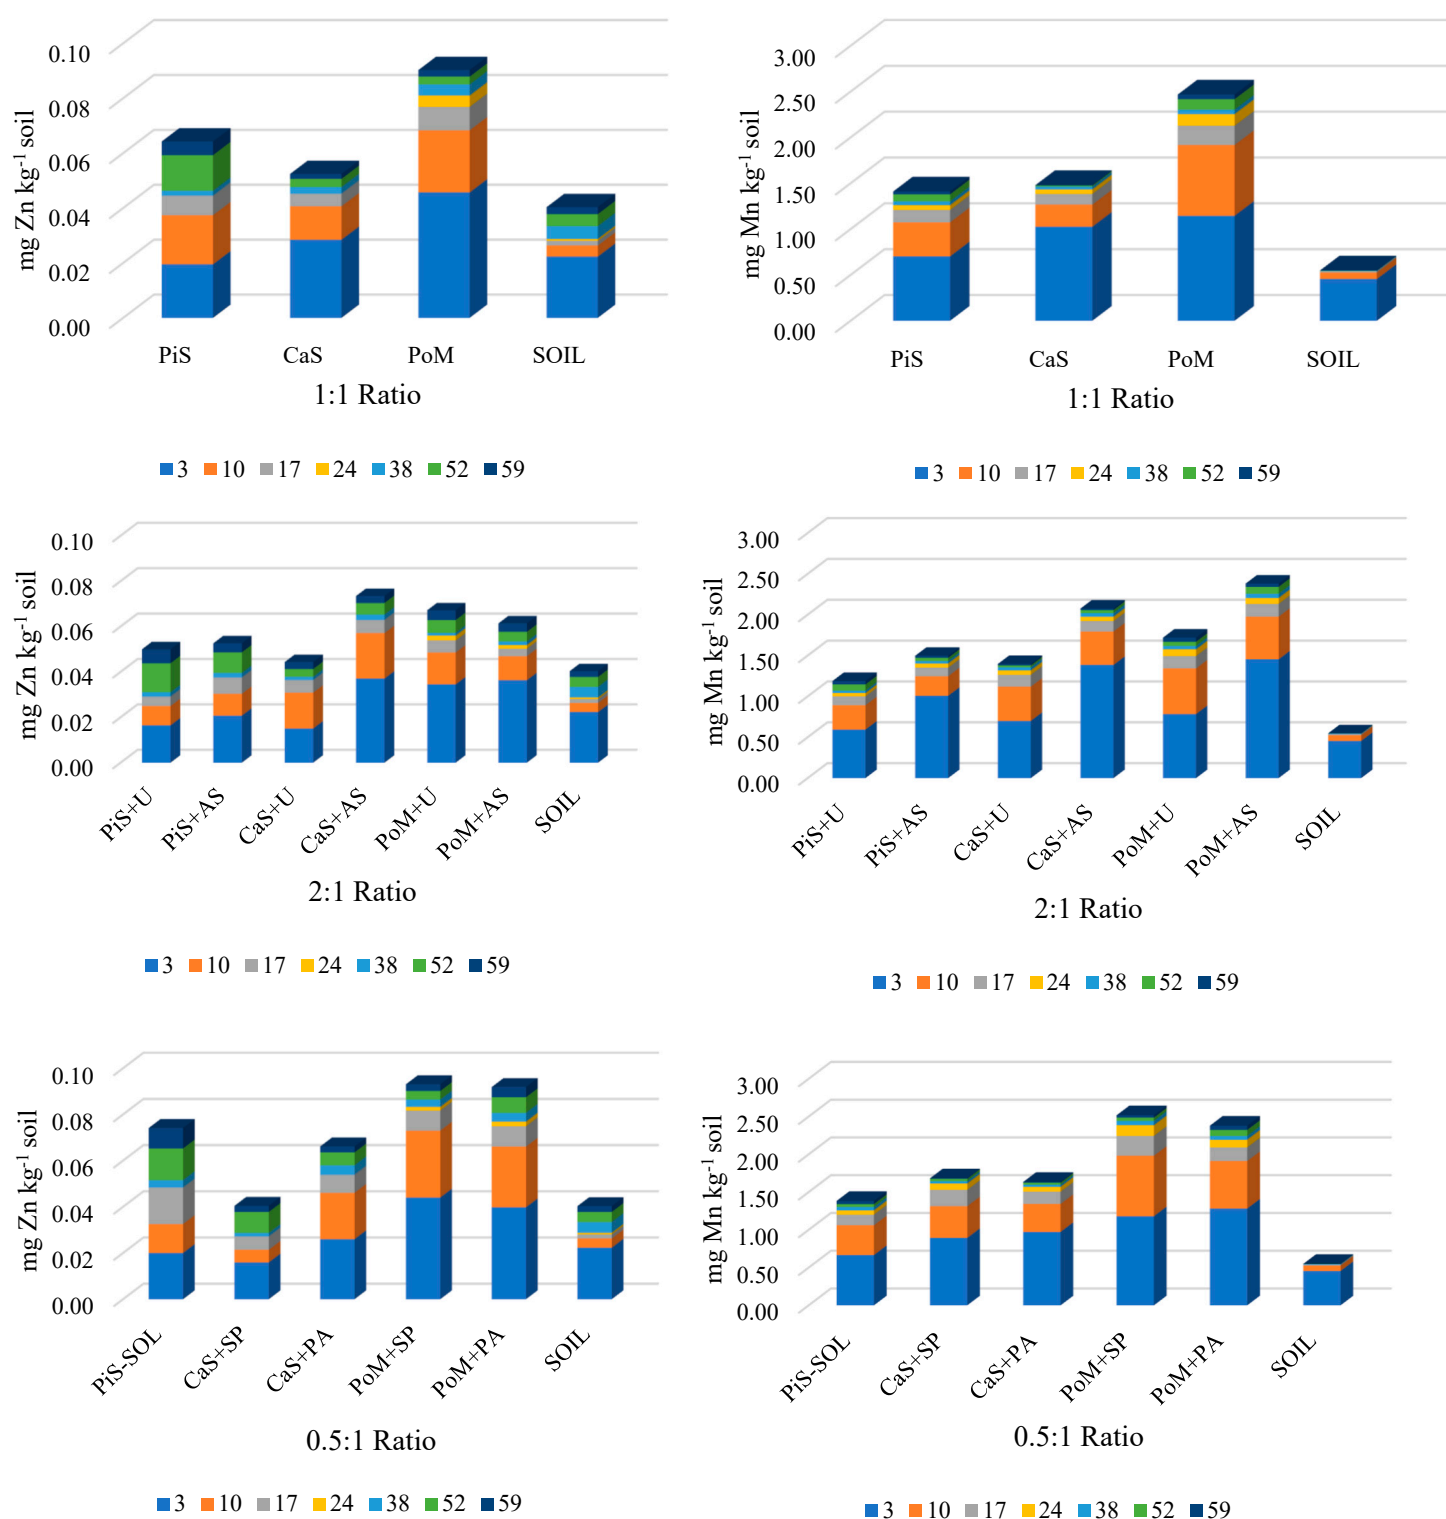 mg Zn kg⁻¹ soil
0.10
0.08
0.06
0.04
0.02
0.00
PiS CaS PoM SOIL
1:1 Ratio
3 10 17 24 38 52 59
mg Mn kg⁻¹ soil
3.00
2.50
2.00
1.50
1.00
0.50
0.00
PiS CaS PoM SOIL
1:1 Ratio
3 10 17 24 38 52 59
mg Zn kg⁻¹ soil
0.10
0.08
0.06
0.04
0.02
0.00
PiS+U PiS+AS CaS+U CaS+AS PoM+U PoM+AS SOIL
2:1 Ratio
3 10 17 24 38 52 59
mg Mn kg⁻¹ soil
3.00
2.50
2.00
1.50
1.00
0.50
0.00
PiS+U PiS+AS CaS+U CaS+AS PoM+U PoM+AS SOIL
2:1 Ratio
3 10 17 24 38 52 59
mg Zn kg⁻¹ soil
0.10
0.08
0.06
0.04
0.02
0.00
PiS-SOL CaS+SP CaS+PA PoM+SP PoM+PA SOIL
0.5:1 Ratio
3 10 17 24 38 52 59
mg Mn kg⁻¹ soil
3.00
2.50
2.00
1.50
1.00
0.50
0.00
PiS-SOL CaS+SP CaS+PA PoM+SP PoM+PA SOIL
0.5:1 Ratio
3 10 17 24 38 52 59